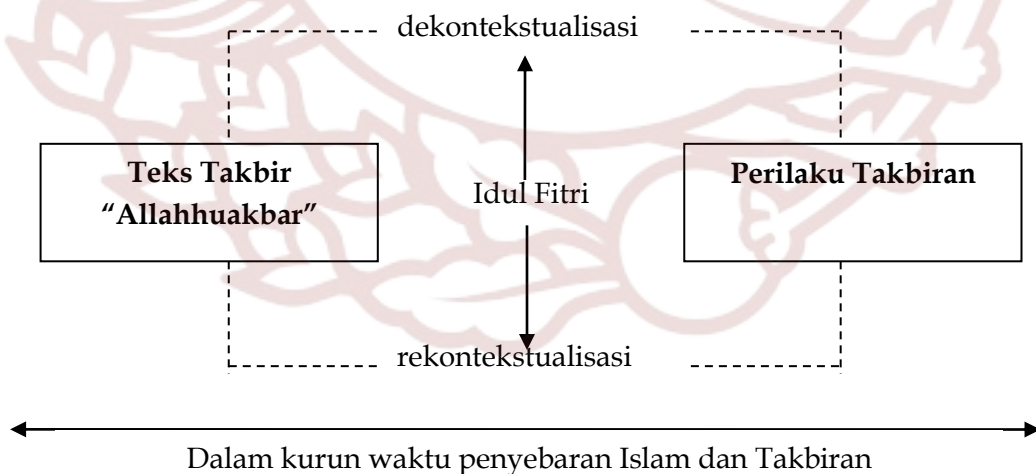 dekontekstualisasi
Teks Takbir
“Allahhuakbar”
Idul Fitri
Perilaku Takbiran
rekontekstualisasi
Dalam kurun waktu penyebaran Islam dan Takbiran